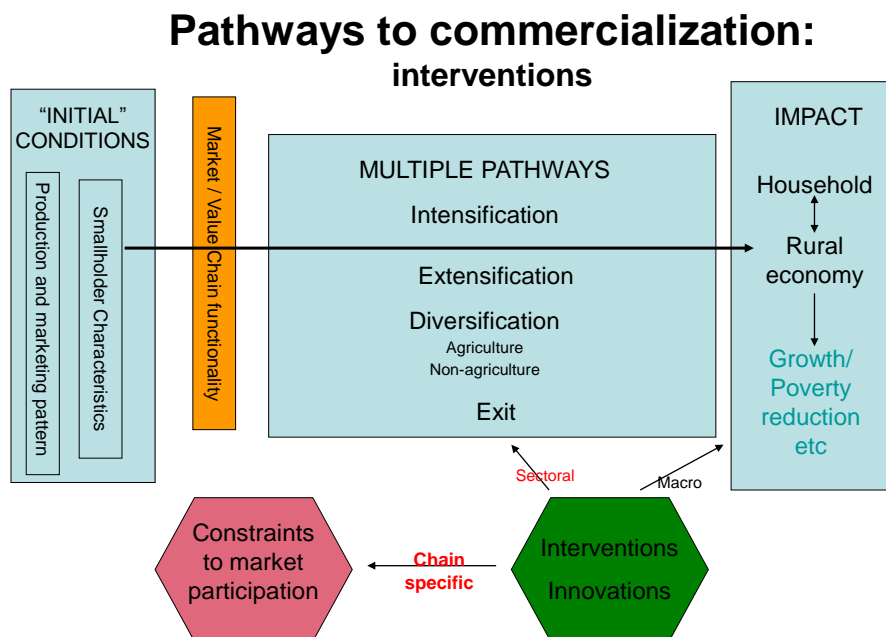 Pathways to commercialization:
interventions
“INITIAL”
CONDITIONS
Production and marketing pattern
Smallholder Characteristics
Market / Value Chain functionality
MULTIPLE PATHWAYS
Intensification
Extensification
Diversification
Agriculture
Non-agriculture
Exit
IMPACT
Household
Rural
economy
Growth/
Poverty
reduction
etc
Sectoral
Macro
Constraints
to market
participation
Chain
specific
Interventions
Innovations